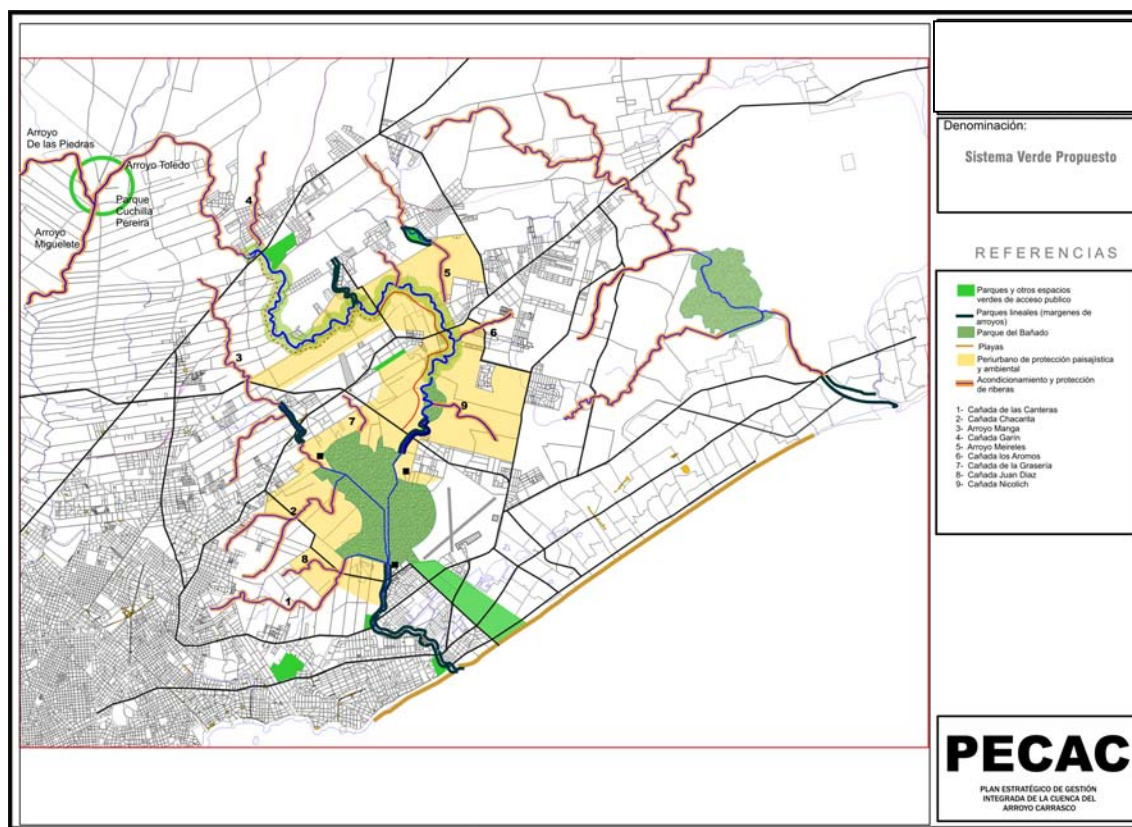 Arroyo
De las Piedras
Arroyo Toledo
Parque
Cuchilla
Pereira
Arroyo
Miguelete
4
5
6
3
9
7
2
8
1
Denominación:
Sistema Verde Propuesto
REFERENCIAS
Parques y otros espacios
verdes de acceso publico
Parques lineales (margenes de
arroyos)
Parque del Bañado
Playas
Periurbano de protección paisajística
y ambiental
Acondicionamiento y protección
de riberas
1- Cañada de las Canteras
2- Cañada Chacarita
3- Arroyo Manga
4- Cañada Garín
5- Arroyo Meireles
6- Cañada los Aromos
7- Cañada de la Grasería
8- Cañada Juan Diaz
9- Cañada Nicolich
PECAC
PLAN ESTRATÉGICO DE GESTIÓN
INTEGRADA DE LA CUENCA DEL
ARROYO CARRASCO